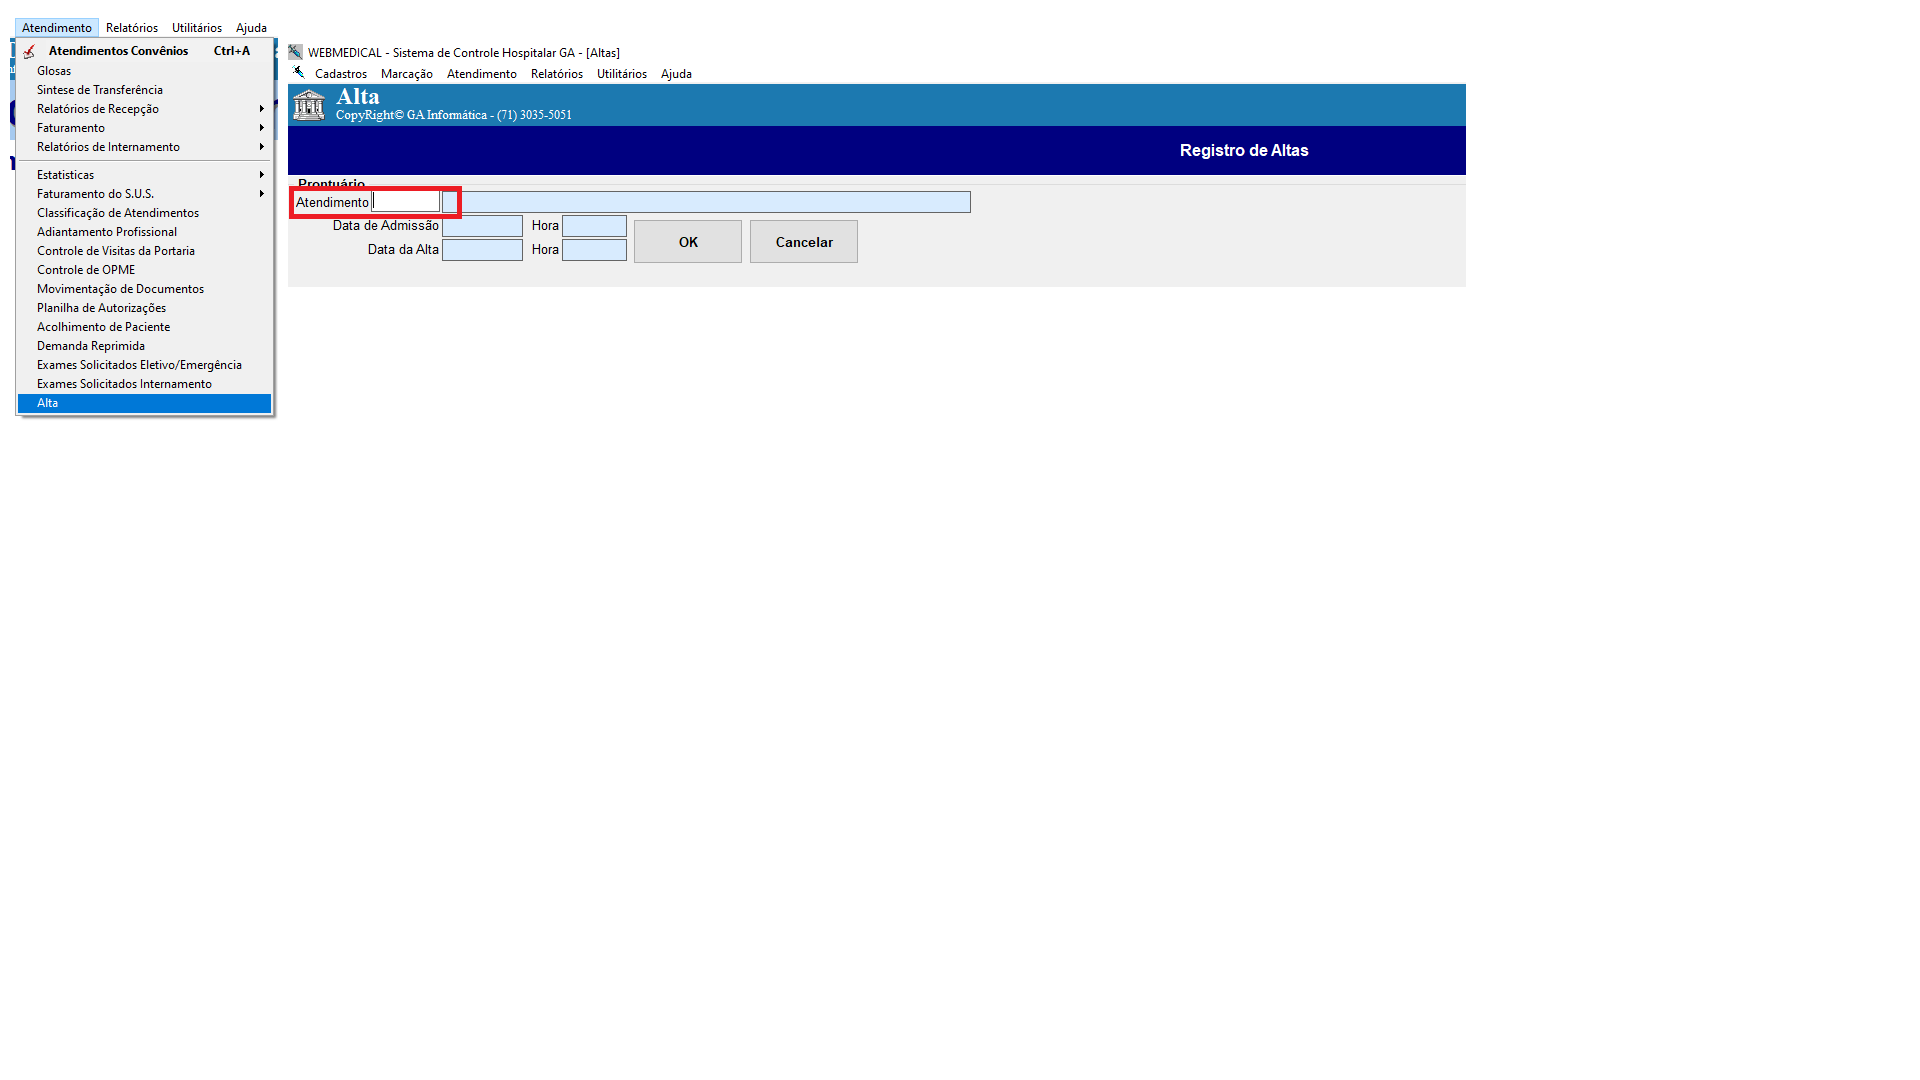 Atendimento Relatórios Utilitários Ajuda
Atendimentos Convênios Ctrl+A
Glosas
Sintese de Transferência
Relatórios de Recepção
Faturamento
Relatórios de Internamento
Estatisticas
Faturamento do S.U.S.
Classificação de Atendimentos
Adiantamento Profissional
Controle de Visitas da Portaria
Controle de OPME
Movimentação de Documentos
Planilha de Autorizações
Acolhimento de Paciente
Demanda Reprimida
Exames Solicitados Eletivo/Emergência
Exames Solicitados Internamento
Alta
WEBMEDICAL - Sistema de Controle Hospitalar GA - [Altas]
Cadastros Marcação Atendimento Relatórios Utilitários Ajuda
Alta
CopyRight© GA Informática - (71) 3035-5051
Registro de Altas
Prontuário
Atendimento
Data de Admissão Hora
Data da Alta Hora
OK Cancelar